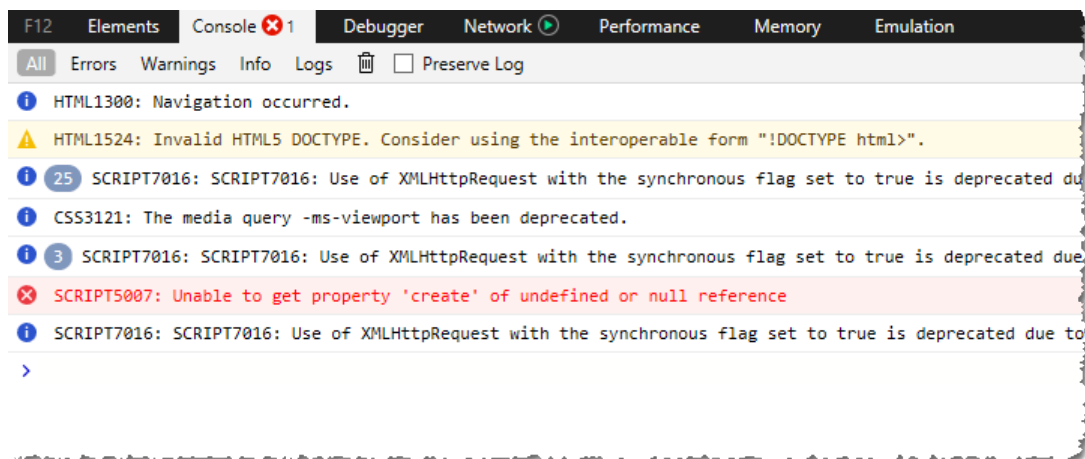 F12 Elements Console 1 Debugger Network Performance Memory Emulation
All Errors Warnings Info Logs Preserve Log
HTML1300: Navigation occurred.
HTML1524: Invalid HTML5 DOCTYPE. Consider using the interoperable form "!DOCTYPE html>".
25 SCRIPT7016: SCRIPT7016: Use of XMLHttpRequest with the synchronous flag set to true is deprecated du
CSS3121: The media query -ms-viewport has been deprecated.
3 SCRIPT7016: SCRIPT7016: Use of XMLHttpRequest with the synchronous flag set to true is deprecated due
SCRIPT5007: Unable to get property 'create' of undefined or null reference
SCRIPT7016: SCRIPT7016: Use of XMLHttpRequest with the synchronous flag set to true is deprecated due to
>